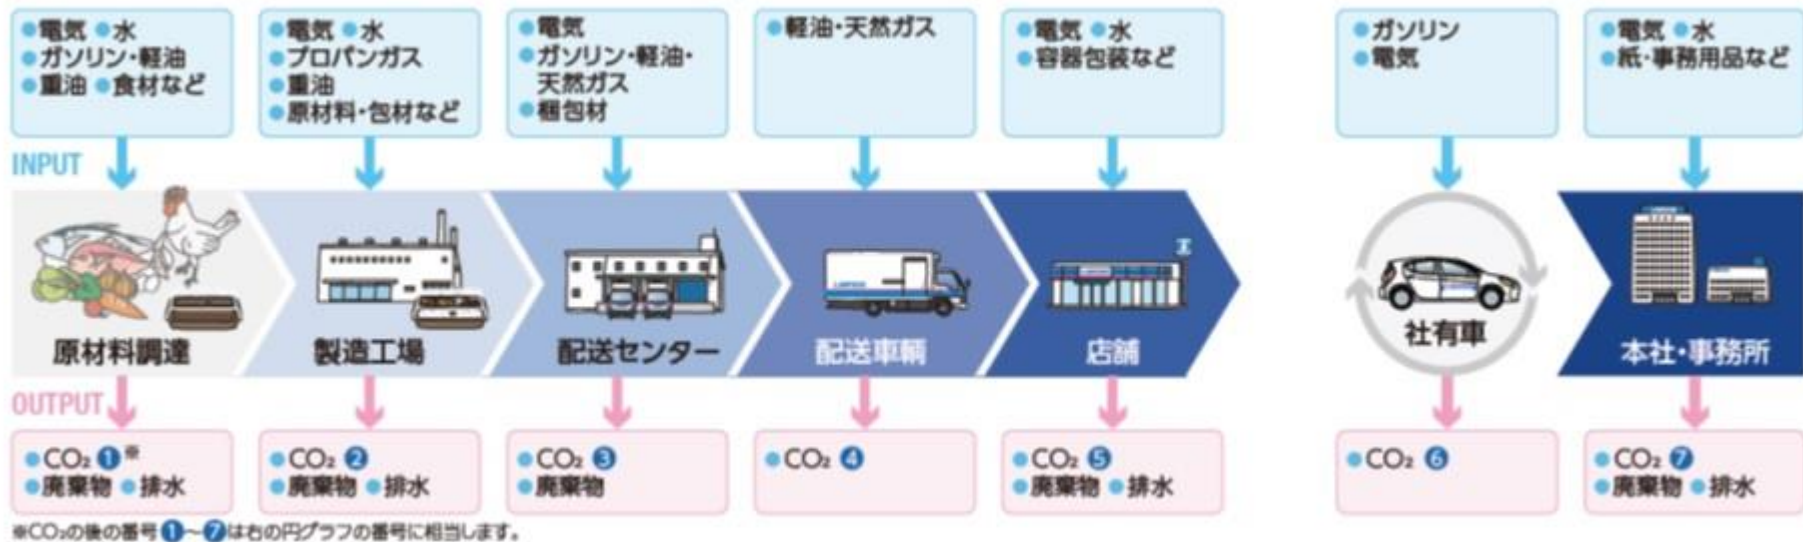 ●電気 ●水
●ガソリン・軽油
●重油 ●食材など
●電気 ●水
●プロパンガス
●重油
●原材料・包材など
●電気
●ガソリン・軽油・
天然ガス
●梱包材
●軽油・天然ガス
●電気 ●水
●容器包装など
●ガソリン
●電気
●電気 ●水
●紙・事務用品など
INPUT
原材料調達
製造工場
配送センター
配送車輌
店舗
社有車
本社・事務所
OUTPUT
●CO₂ ❶※
●廃棄物 ●排水
●CO₂ ❷
●廃棄物 ●排水
●CO₂ ❸
●廃棄物
●CO₂ ❹
●CO₂ ❺
●廃棄物 ●排水
●CO₂ ❻
●CO₂ ❼
●廃棄物 ●排水
※CO₂の後の番号❶~❼は右の円グラフの番号に相当します。